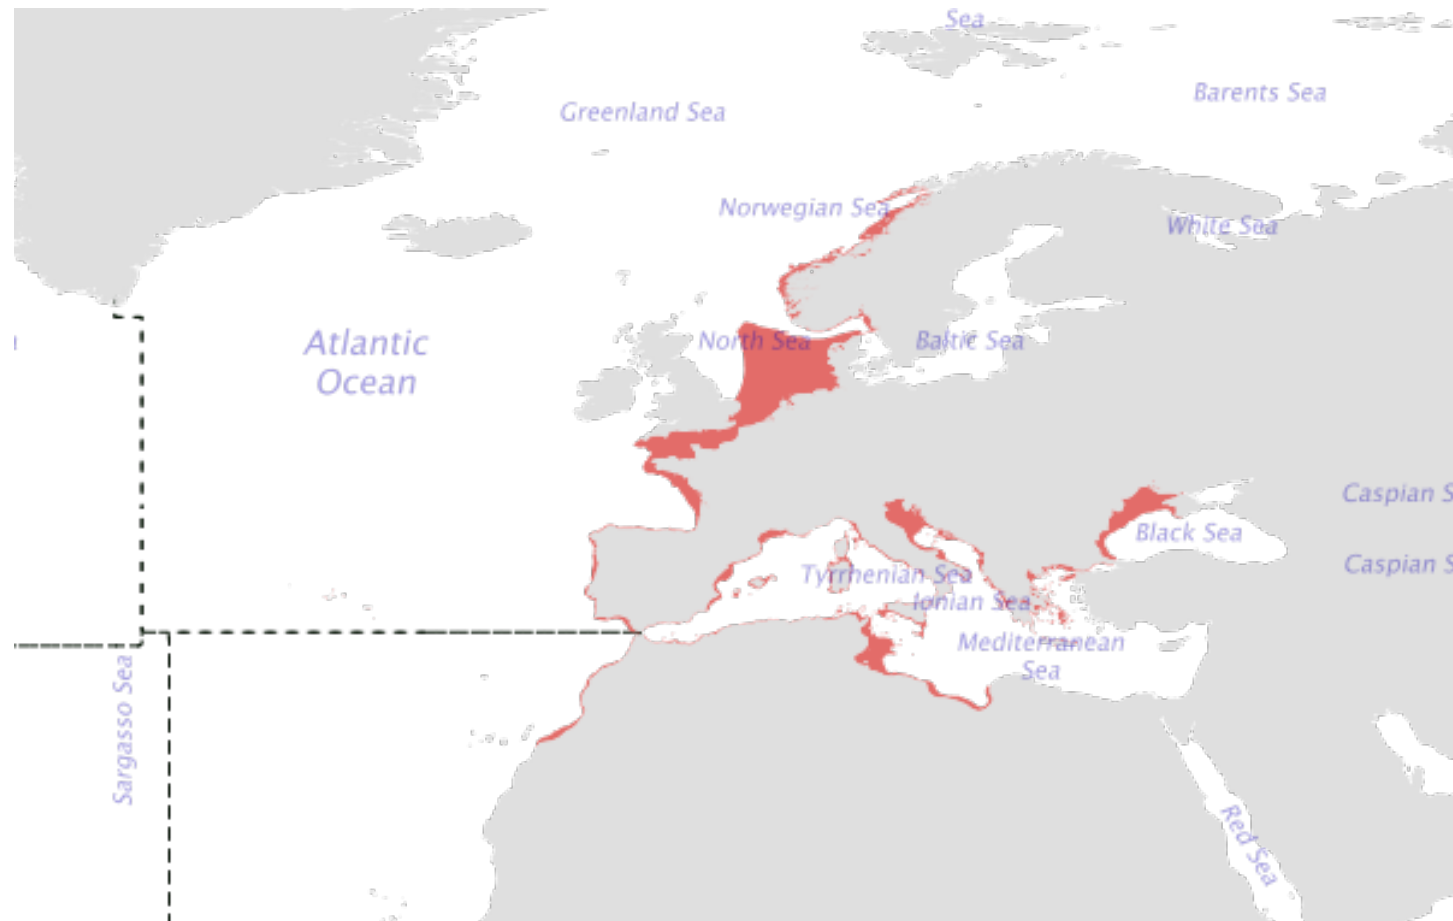 Sea
Barents Sea
Greenland Sea
Norwegian Sea
White Sea
Atlantic
Ocean
North Sea
Baltic Sea
Caspian S
Black Sea
Caspian S
Tyrrhenian Sea
Ionian Sea
Mediterranean
Sea
Sargasso Sea
Red Sea